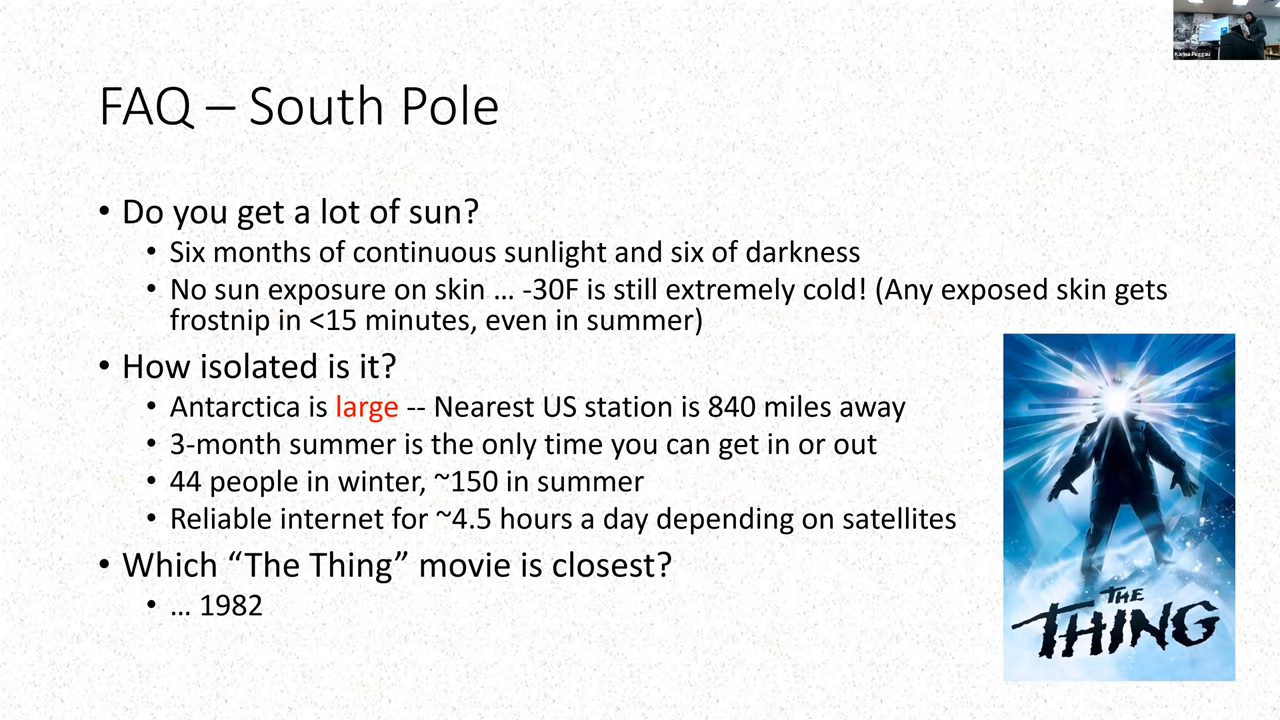 Karina Peggau
FAQ – South Pole
• Do you get a lot of sun?
• Six months of continuous sunlight and six of darkness
• No sun exposure on skin … -30F is still extremely cold! (Any exposed skin gets
frostnip in <15 minutes, even in summer)
• How isolated is it?
• Antarctica is large -- Nearest US station is 840 miles away
• 3-month summer is the only time you can get in or out
• 44 people in winter, ~150 in summer
• Reliable internet for ~4.5 hours a day depending on satellites
• Which “The Thing” movie is closest?
• … 1982
THE
THING